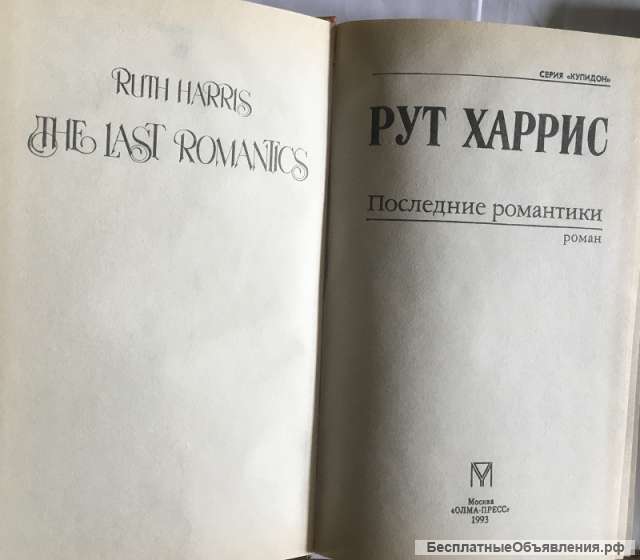 RUTH HARRIS
THE LAST ROMANTICS
СЕРИЯ «КУПИДОН»
РУТ ХАРРИС
Последние романтики
роман
Москва
«ОЛМА-ПРЕСС»
1993
БесплатныеОбъявления.рф